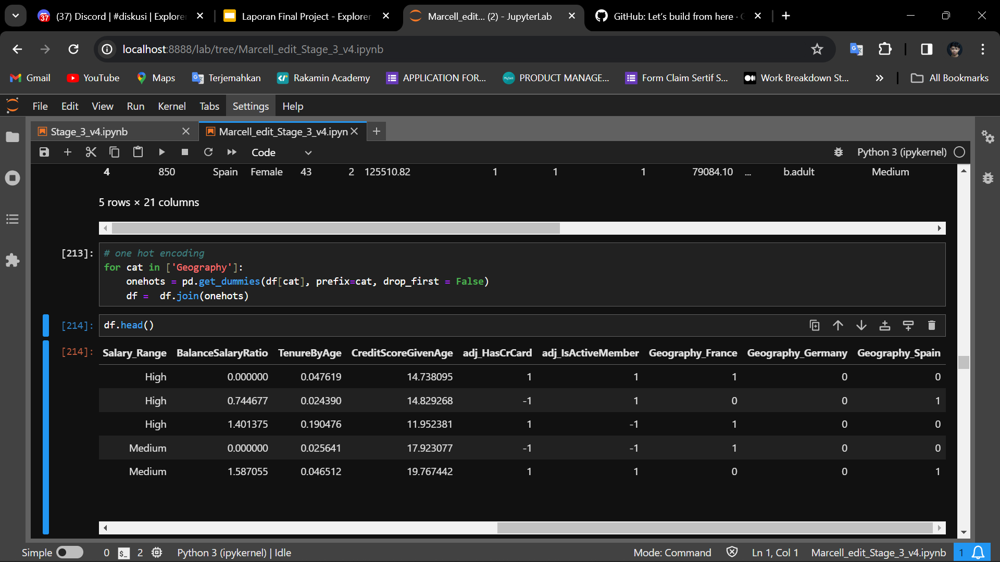 37 (37) Discord | #diskusi | Explorer Laporan Final Project - Explorer Marcell_edit... (2) - JupyterLab GitHub: Let's build from here ·
localhost:8888/lab/tree/Marcell_edit_Stage_3_v4.ipynb
Gmail YouTube Maps Terjemahkan Rakamin Academy APPLICATION FOR... MySkill PRODUCT MANAGE... Form Claim Sertif S... Work Breakdown St... » All Bookmarks
File Edit View Run Kernel Tabs Settings Help
Stage_3_v4.ipynb Marcell_edit_Stage_3_v4.ipyn
Code Python 3 (ipykernel)
4 850 Spain Female 43 2 125510.82 1 1 1 79084.10 ... b.adult Medium
5 rows × 21 columns
[213]: # one hot encoding
for cat in ['Geography']:
onehots = pd.get_dummies(df[cat], prefix=cat, drop_first = False)
df =  df.join(onehots)
[214]: df.head()
[214]: Salary_Range BalanceSalaryRatio TenureByAge CreditScoreGivenAge adj_HasCrCard adj_IsActiveMember Geography_France Geography_Germany Geography_Spain
High 0.000000 0.047619 14.738095 1 1 1 0 0
High 0.744677 0.024390 14.829268 -1 1 0 0 1
High 1.401375 0.190476 11.952381 1 -1 1 0 0
Medium 0.000000 0.025641 17.923077 -1 -1 1 0 0
Medium 1.587055 0.046512 19.767442 1 1 0 0 1
Simple 0 $_ 2 Python 3 (ipykernel) | Idle Mode: Command Ln 1, Col 1 Marcell_edit_Stage_3_v4.ipynb 1